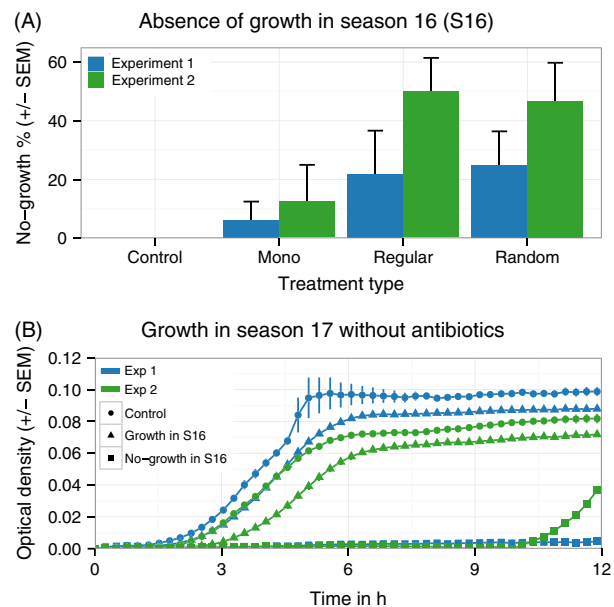 (A) Absence of growth in season 16 (S16)
No−growth % (+/− SEM)
60
40
20
0
Experiment 1
Experiment 2
Control Mono Regular Random
Treatment type
(B) Growth in season 17 without antibiotics
Optical density (+/− SEM)
0.12
0.10
0.08
0.06
0.04
0.02
0.00
Exp 1
Exp 2
Control
Growth in S16
No−growth in S16
0 3 6 9 12
Time in h